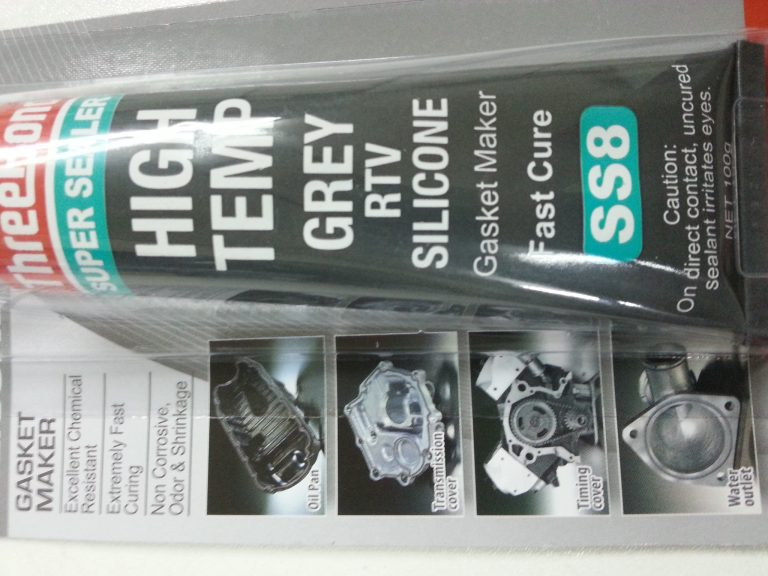 ThreeBond
SUPER SEALER
HIGH
TEMP
GREY
RTV
SILICONE
Gasket Maker
Fast Cure
SS8
Caution:
On direct contact, uncured
sealant irritates eyes.
NET 100g
GASKET
MAKER
Excellent Chemical
Resistant
Extremely Fast
Curing
Non Corrosive,
Odor & Shrinkage
Oil Pan
Transmission
cover
Timing
cover
Water
outlet